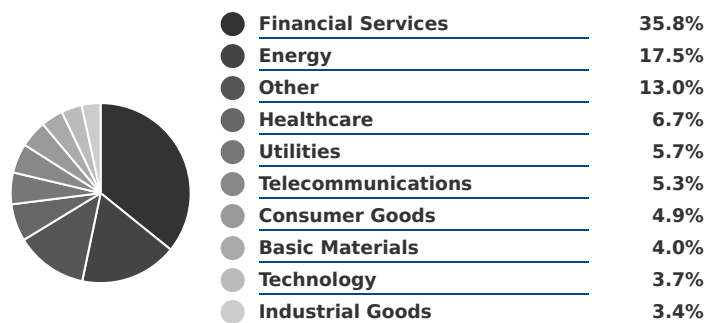 Financial Services 35.8%
Energy 17.5%
Other 13.0%
Healthcare 6.7%
Utilities 5.7%
Telecommunications 5.3%
Consumer Goods 4.9%
Basic Materials 4.0%
Technology 3.7%
Industrial Goods 3.4%